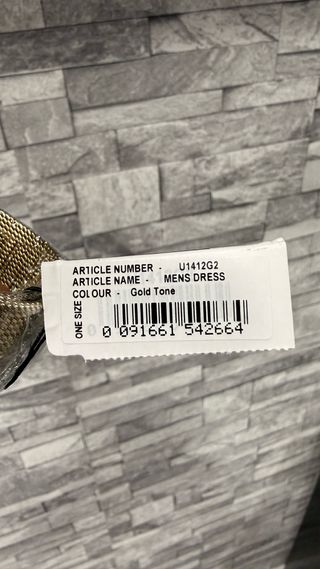 ARTICLE NUMBER - U1412G2
ARTICLE NAME - MENS DRESS
COLOUR - Gold Tone
ONE SIZE
0 091661 542664